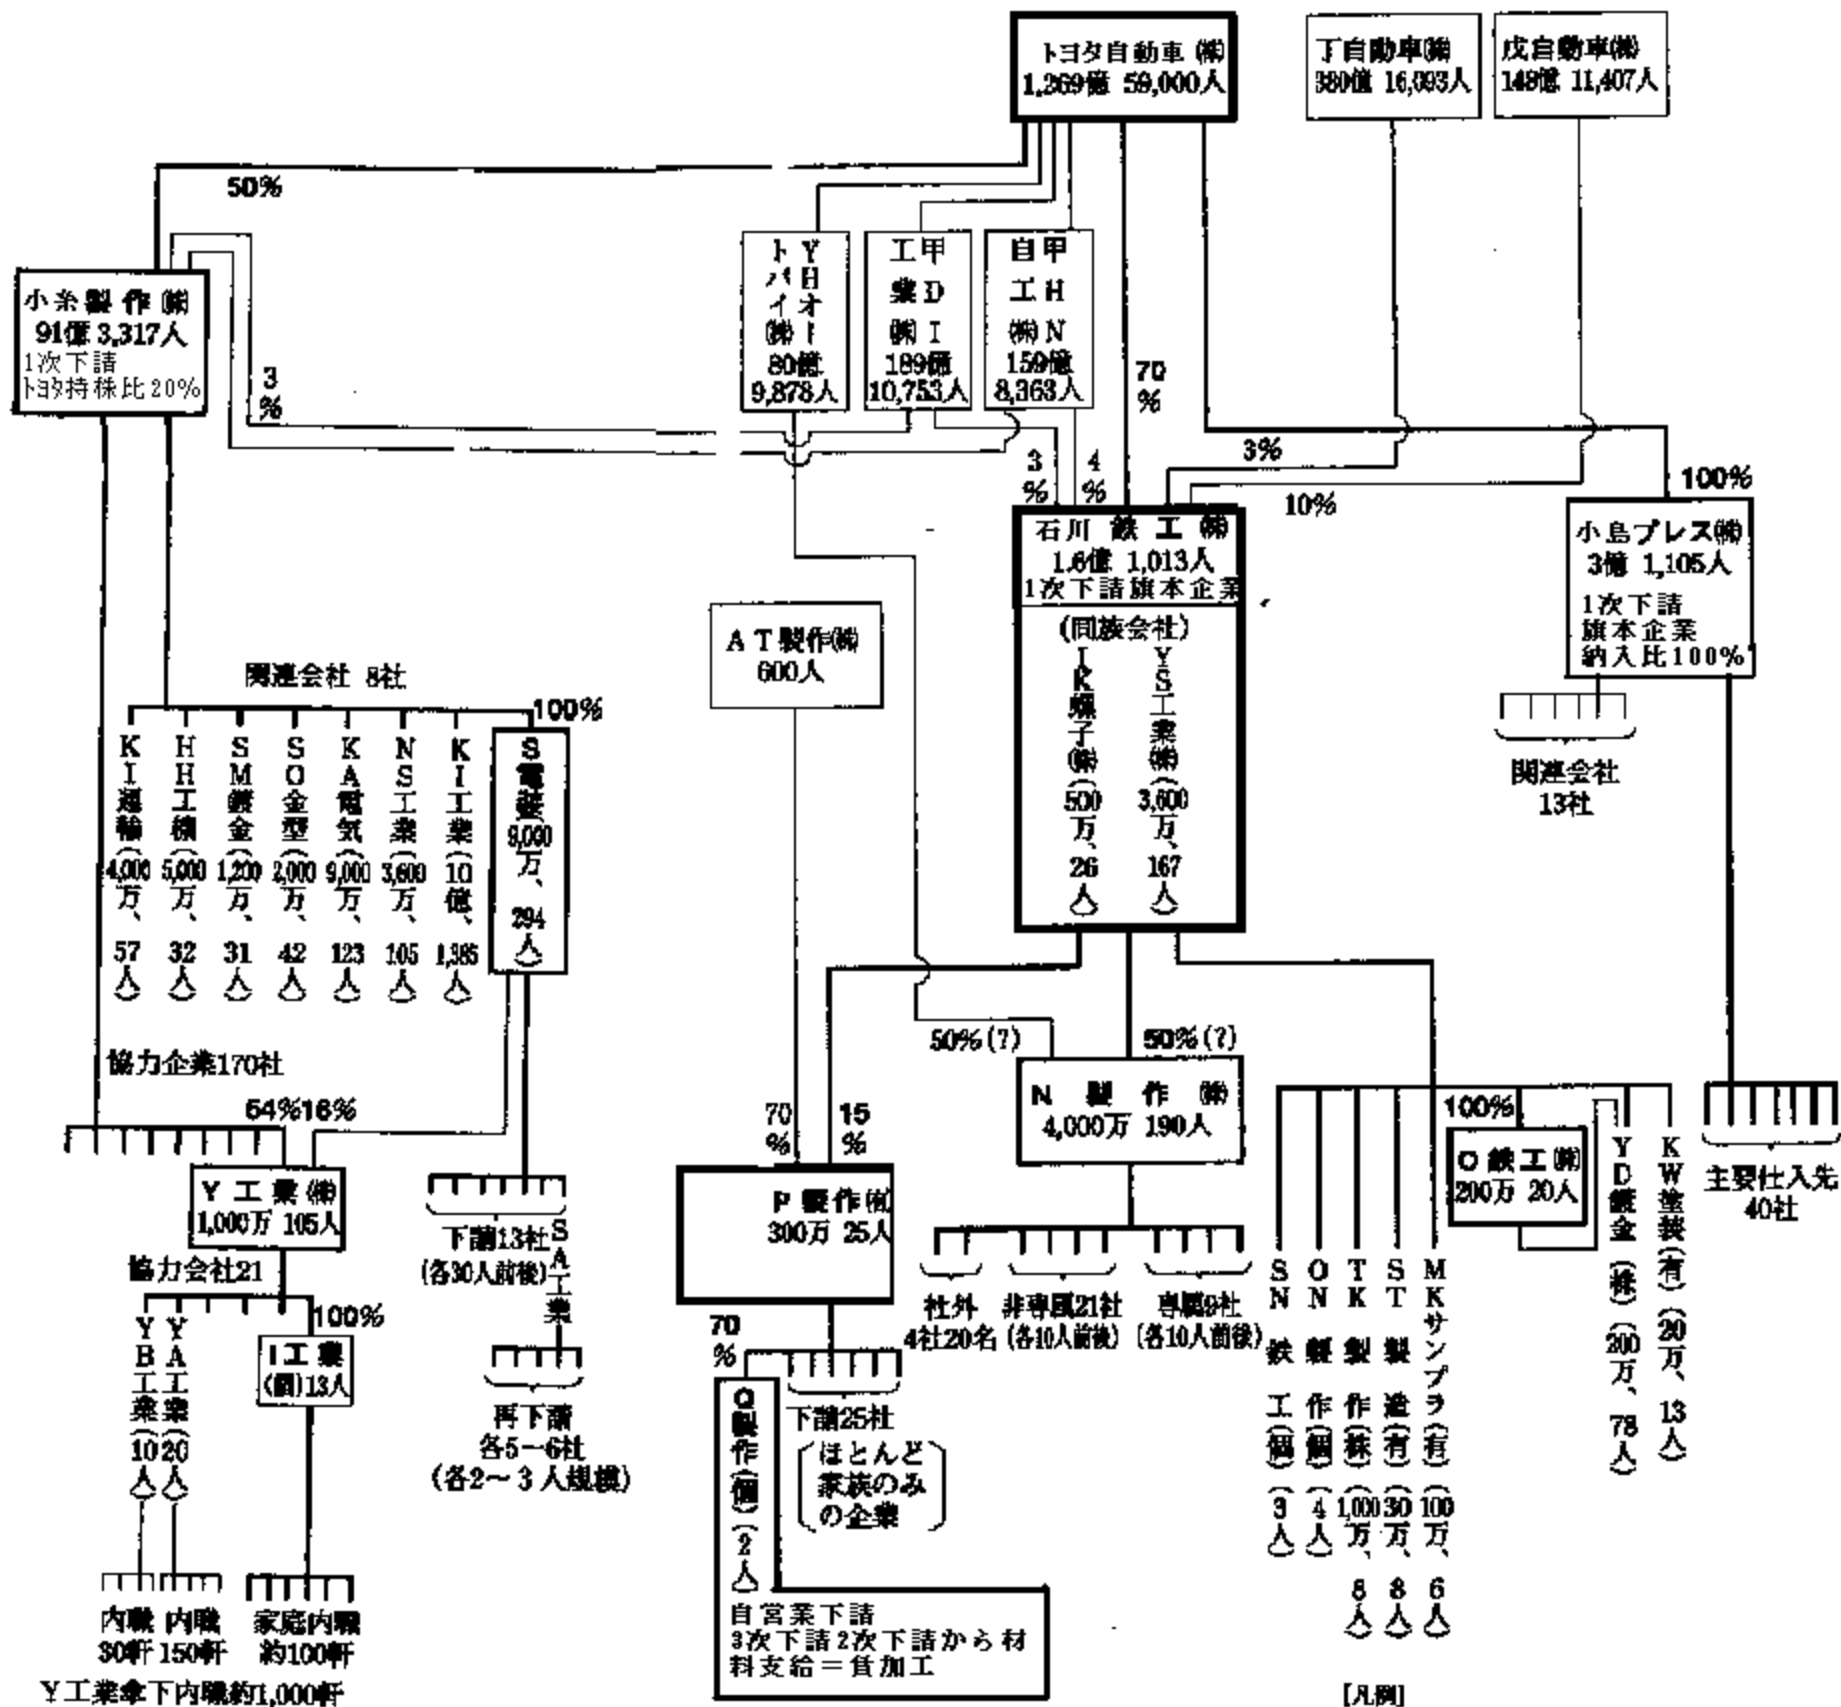 トヨタ自動車㈱
1,269億 59,000人
丁自動車㈱
380億 16,093人
戊自動車㈱
148億 11,407人
50%
小糸製作㈱
91億 3,317人
1次下請
トヨタ持株比20%
3%
YHオートバイ㈱
80億
9,878人
甲DI工業㈱
189億
10,753人
甲HN自工㈱
159億
8,363人
70%
3%
4%
3%
10%
100%
石川鉄工㈱
1.6億 1,013人
1次下請旗本企業
(同族会社)
YS工業㈱(3,600万、167人)
IK螺子㈱(500万、26人)
小島プレス㈱
3億 1,105人
1次下請
旗本企業
納入比100%
関連会社
13社
AT製作㈱
600人
関連会社 8社
100%
KI運輸(4,000万、57人)
HH工機(5,000万、32人)
SM鍍金(1,200万、31人)
SO金型(2,000万、42人)
KA電気(9,000万、123人)
NS工業(3,600万、105人)
KI工業(10億、1,385人)
S電装(9,000万、294人)
協力企業170社
64%
16%
Y工業㈱
1,000万 105人
協力会社21
100%
YB工業(10人)
YA工業(20人)
I工業
(個)13人
下請13社
(各30人前後)
SA工業
再下請
各5~6社
(各2~3人規模)
内職
30軒
内職
150軒
家庭内職
約100軒
Y工業傘下内職約1,000軒
50%(?)
50%(?)
N製作㈱
4,000万 190人
70%
15%
P製作㈲
300万 25人
社外
4社20名
非専属21社
(各10人前後)
専属9社
(各10人前後)
70%
下請25社
(ほとんど
家族のみ
の企業)
Q製作(個)(2人)
自営業下請
3次下請2次下請から材
料支給=賃加工
100%
O鉄工㈱
200万 20人
SN鉄工(個)(3人)
ON製作(個)(4人)
TK製作(株)(1,000万、8人)
ST製造(有)(30万、8人)
MKサンプラ(有)(100万、6人)
YD鍍金(株)(200万、78人)
KW塗装(有)(20万、13人)
主要仕入先
40社
[凡例]